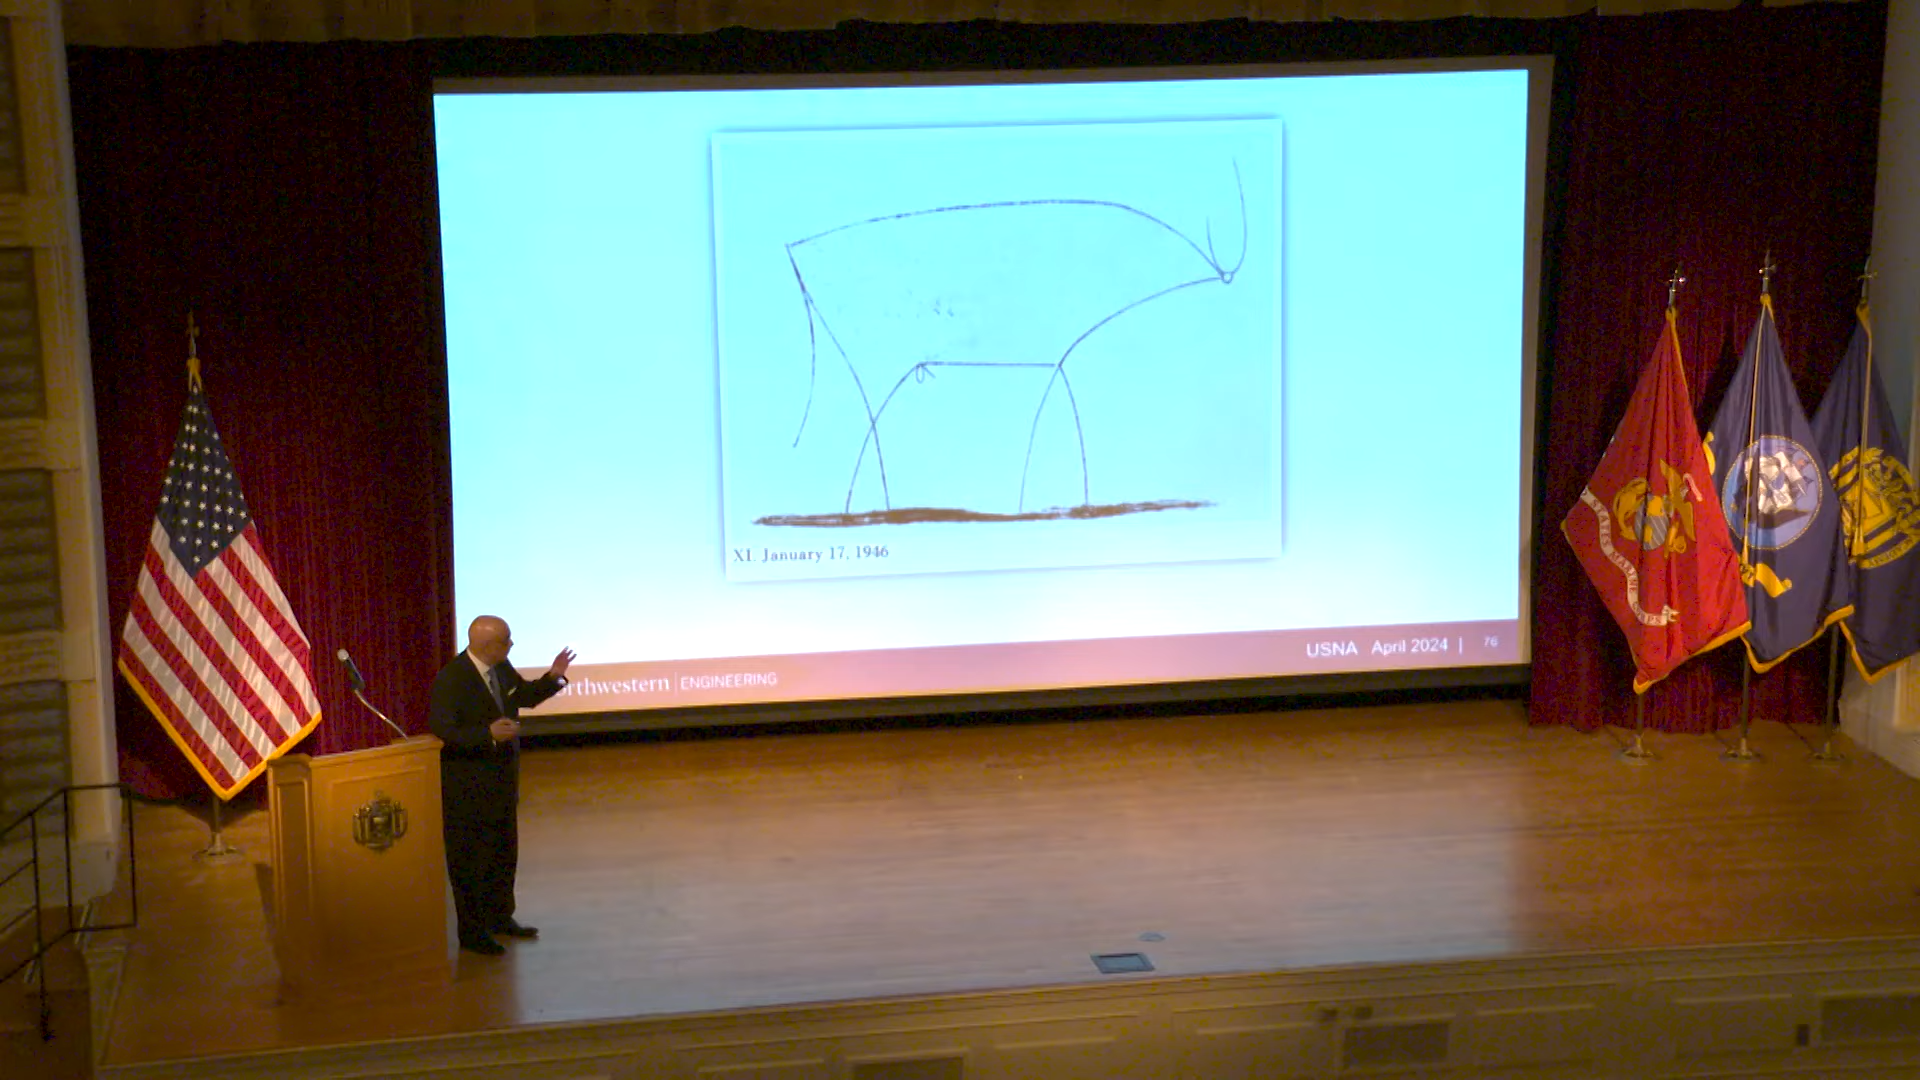 XI. January 17, 1946
USNA April 2024 | 76
rthwestern | ENGINEERING